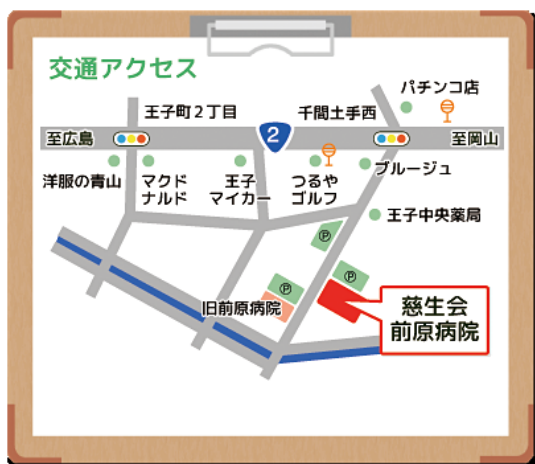 交通アクセス
パチンコ店
王子町２丁目
千間土手西
至広島
2
至岡山
洋服の青山
マクド
ナルド
王子
マイカー
つるや
ゴルフ
ブルージュ
王子中央薬局
P
P
P
旧前原病院
慈生会
前原病院